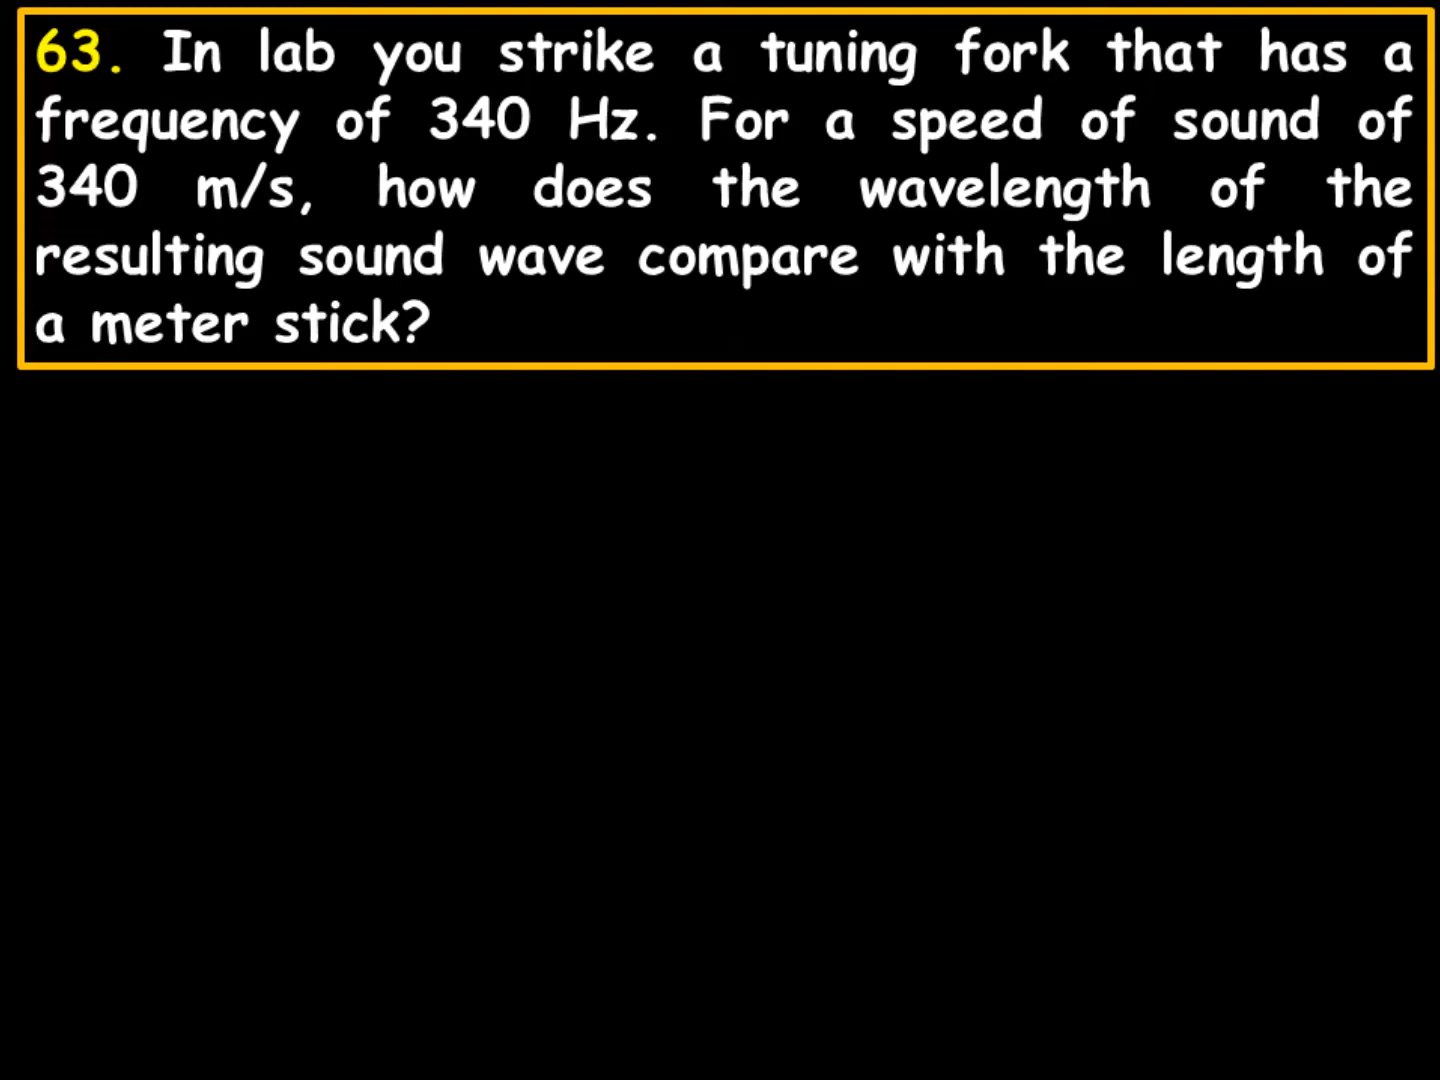 63. In lab you strike a tuning fork that has a
frequency of 340 Hz. For a speed of sound of
340 m/s, how does the wavelength of the
resulting sound wave compare with the length of
a meter stick?